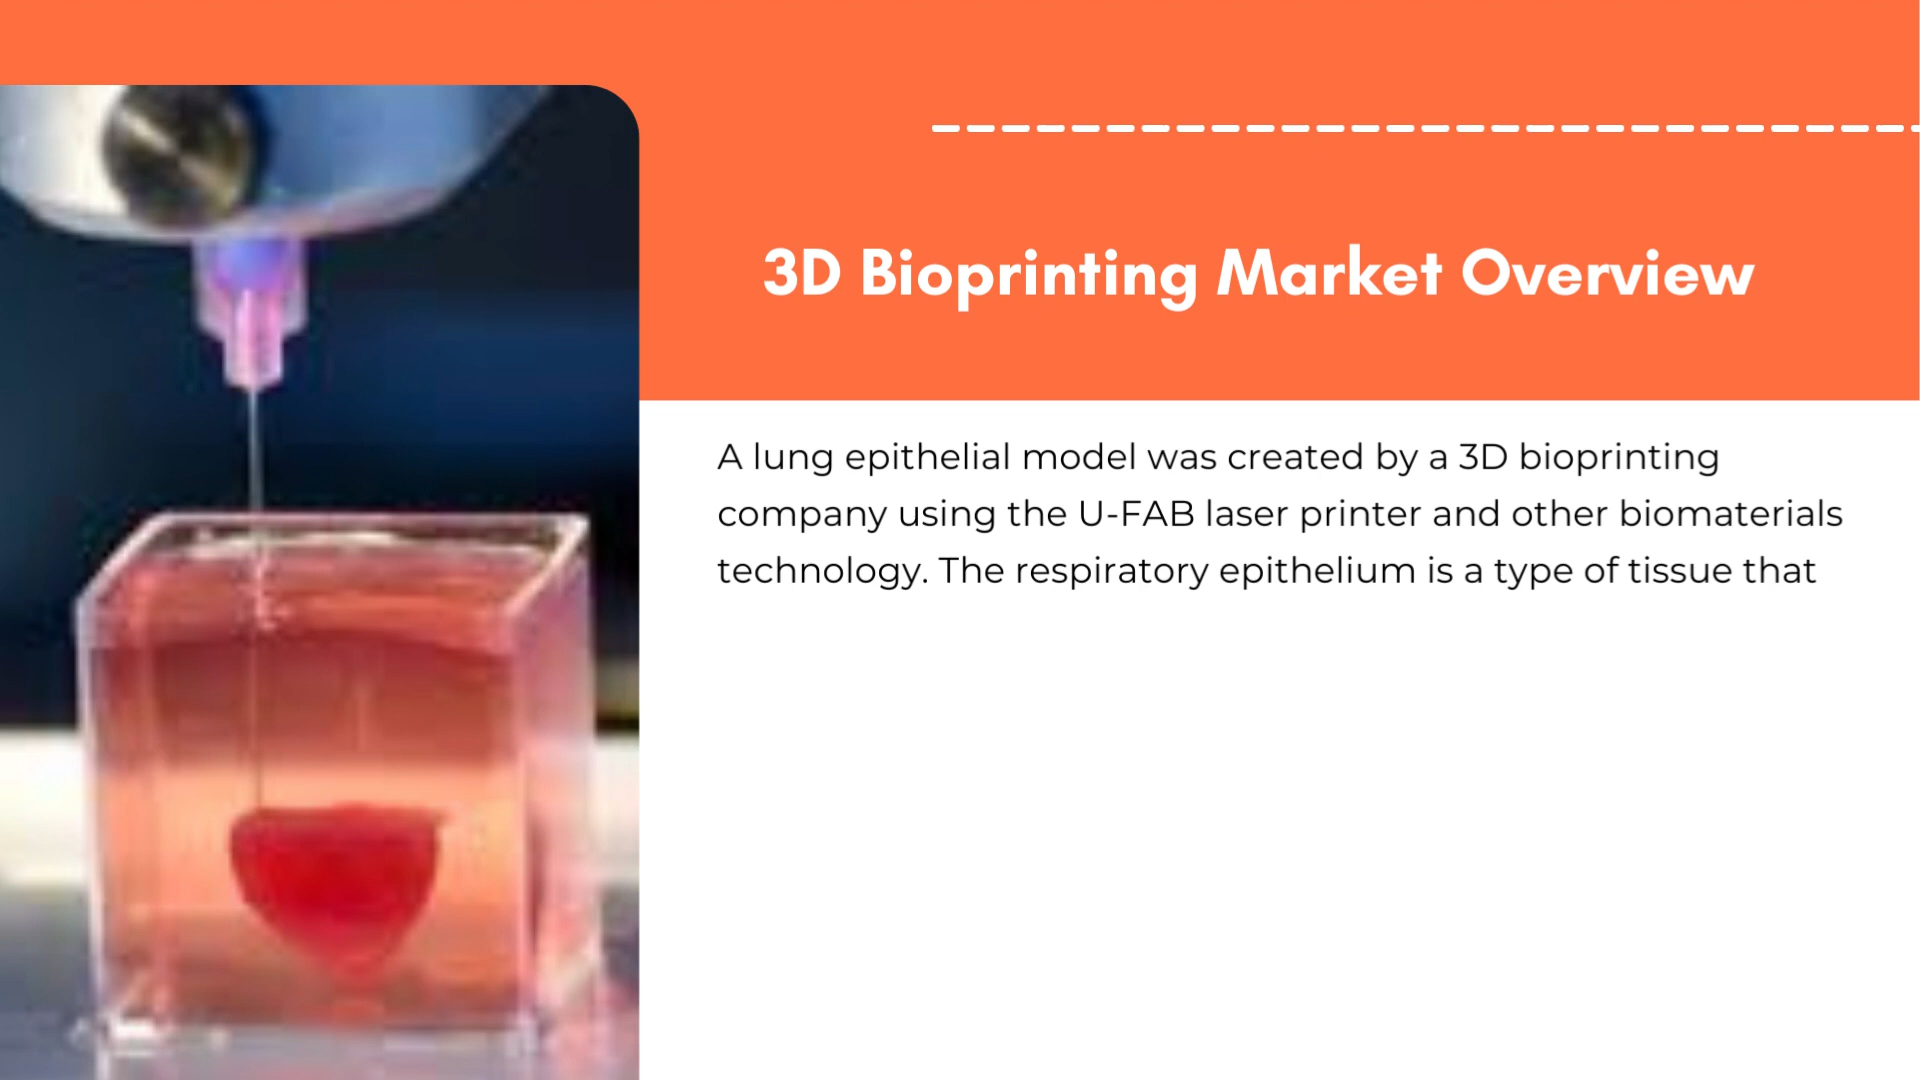 3D Bioprinting Market Overview
A lung epithelial model was created by a 3D bioprinting
company using the U-FAB laser printer and other biomaterials
technology. The respiratory epithelium is a type of tissue that